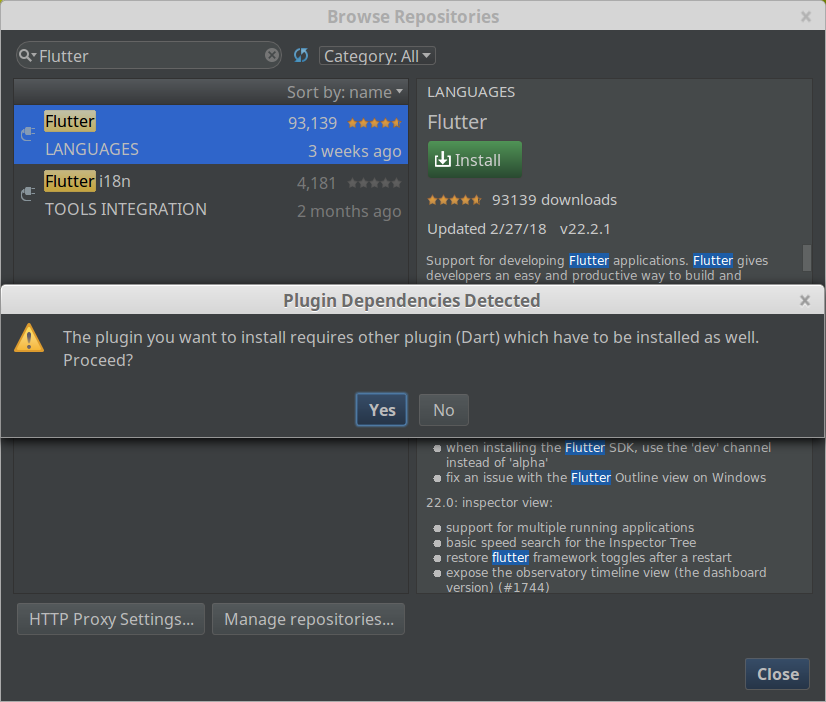 Browse Repositories
Flutter
Category: All
Sort by: name
Flutter 93,139
LANGUAGES 3 weeks ago
Flutter i18n 4,181
TOOLS INTEGRATION 2 months ago
LANGUAGES
Flutter
Install
93139 downloads
Updated 2/27/18 v22.2.1
Support for developing Flutter applications. Flutter gives
developers an easy and productive way to build and
Plugin Dependencies Detected
The plugin you want to install requires other plugin (Dart) which have to be installed as well.
Proceed?
Yes No
when installing the Flutter SDK, use the 'dev' channel
instead of 'alpha'
fix an issue with the Flutter Outline view on Windows
22.0: inspector view:
support for multiple running applications
basic speed search for the Inspector Tree
restore flutter framework toggles after a restart
expose the observatory timeline view (the dashboard
version) (#1744)
HTTP Proxy Settings... Manage repositories...
Close